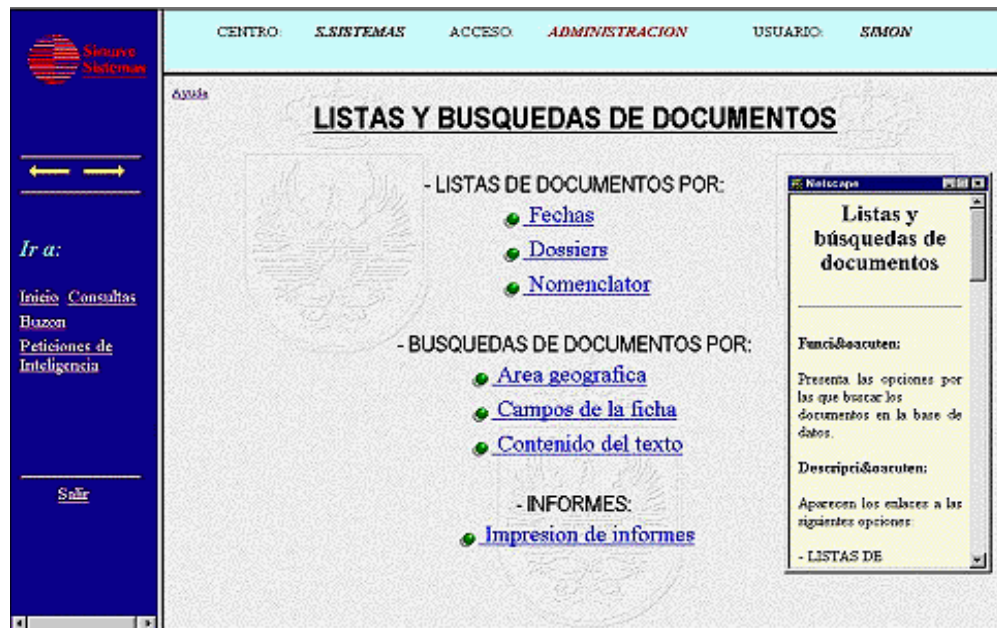 Simave
Sistemas
CENTRO: S.SISTEMAS ACCESO: ADMINISTRACION USUARIO: SIMON
Ayuda
LISTAS Y BUSQUEDAS DE DOCUMENTOS
Ir a:
Inicio Consultas
Buzon
Peticiones de
Inteligencia
Salir
- LISTAS DE DOCUMENTOS POR:
Fechas
Dossiers
Nomenclator
- BUSQUEDAS DE DOCUMENTOS POR:
Area geografica
Campos de la ficha
Contenido del texto
- INFORMES:
Impresion de informes
Netscape
Listas y
búsquedas de
documentos
Funci&oacuten:
Presenta las opciones por
las que buscar los
documentos en la base de
datos.
Descripci&oacuten:
Aparecen los enlaces a las
siguientes opciones:
- LISTAS DE